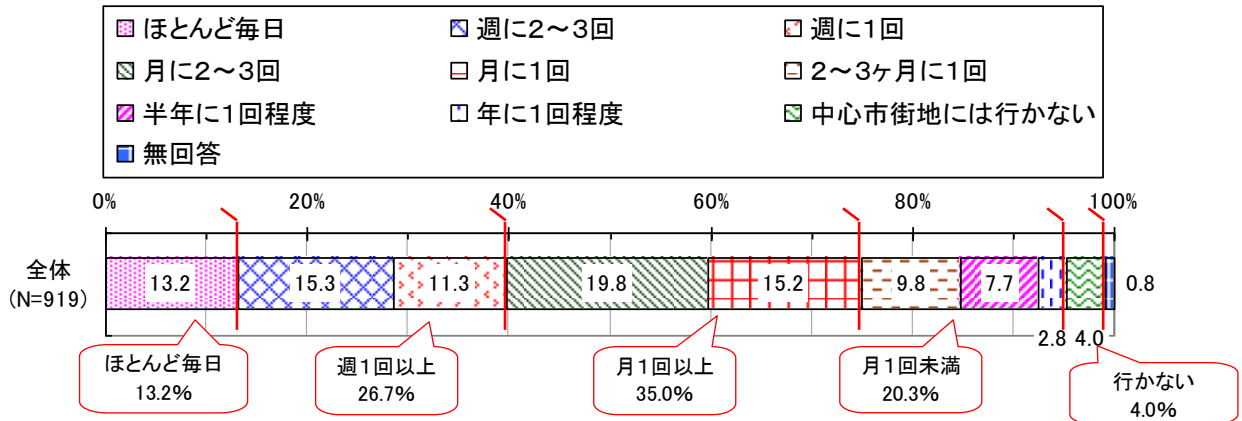 ほとんど毎日 週に2～3回 週に1回
月に2～3回 月に1回 2～3ヶ月に1回
半年に1回程度 年に1回程度 中心市街地には行かない
無回答
0% 20% 40% 60% 80% 100%
全体
(N=919)
13.2 15.3 11.3 19.8 15.2 9.8 7.7 0.8
2.8 4.0
ほとんど毎日
13.2%
週1回以上
26.7%
月1回以上
35.0%
月1回未満
20.3%
行かない
4.0%